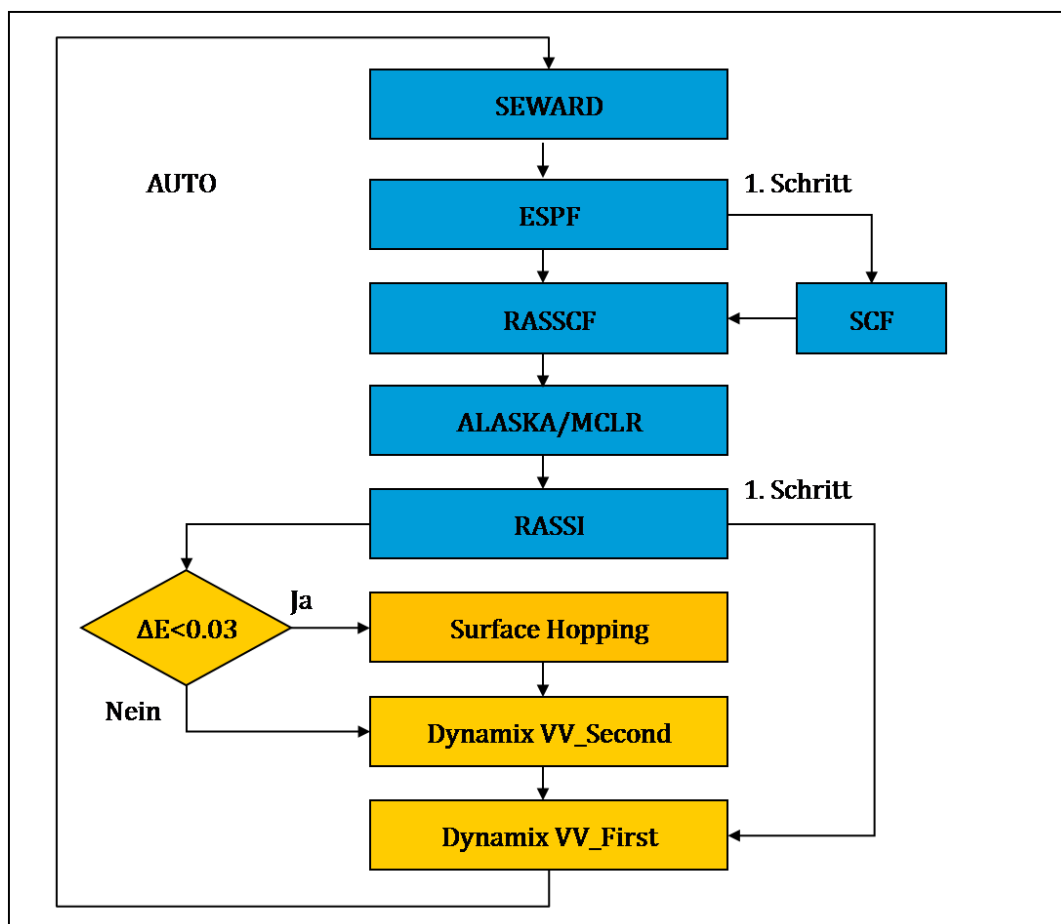 SEWARD
AUTO
1. Schritt
ESPF
RASSCF
SCF
ALASKA/MCLR
1. Schritt
RASSI
Ja
ΔE<0.03
Surface Hopping
Nein
Dynamix VV_Second
Dynamix VV_First